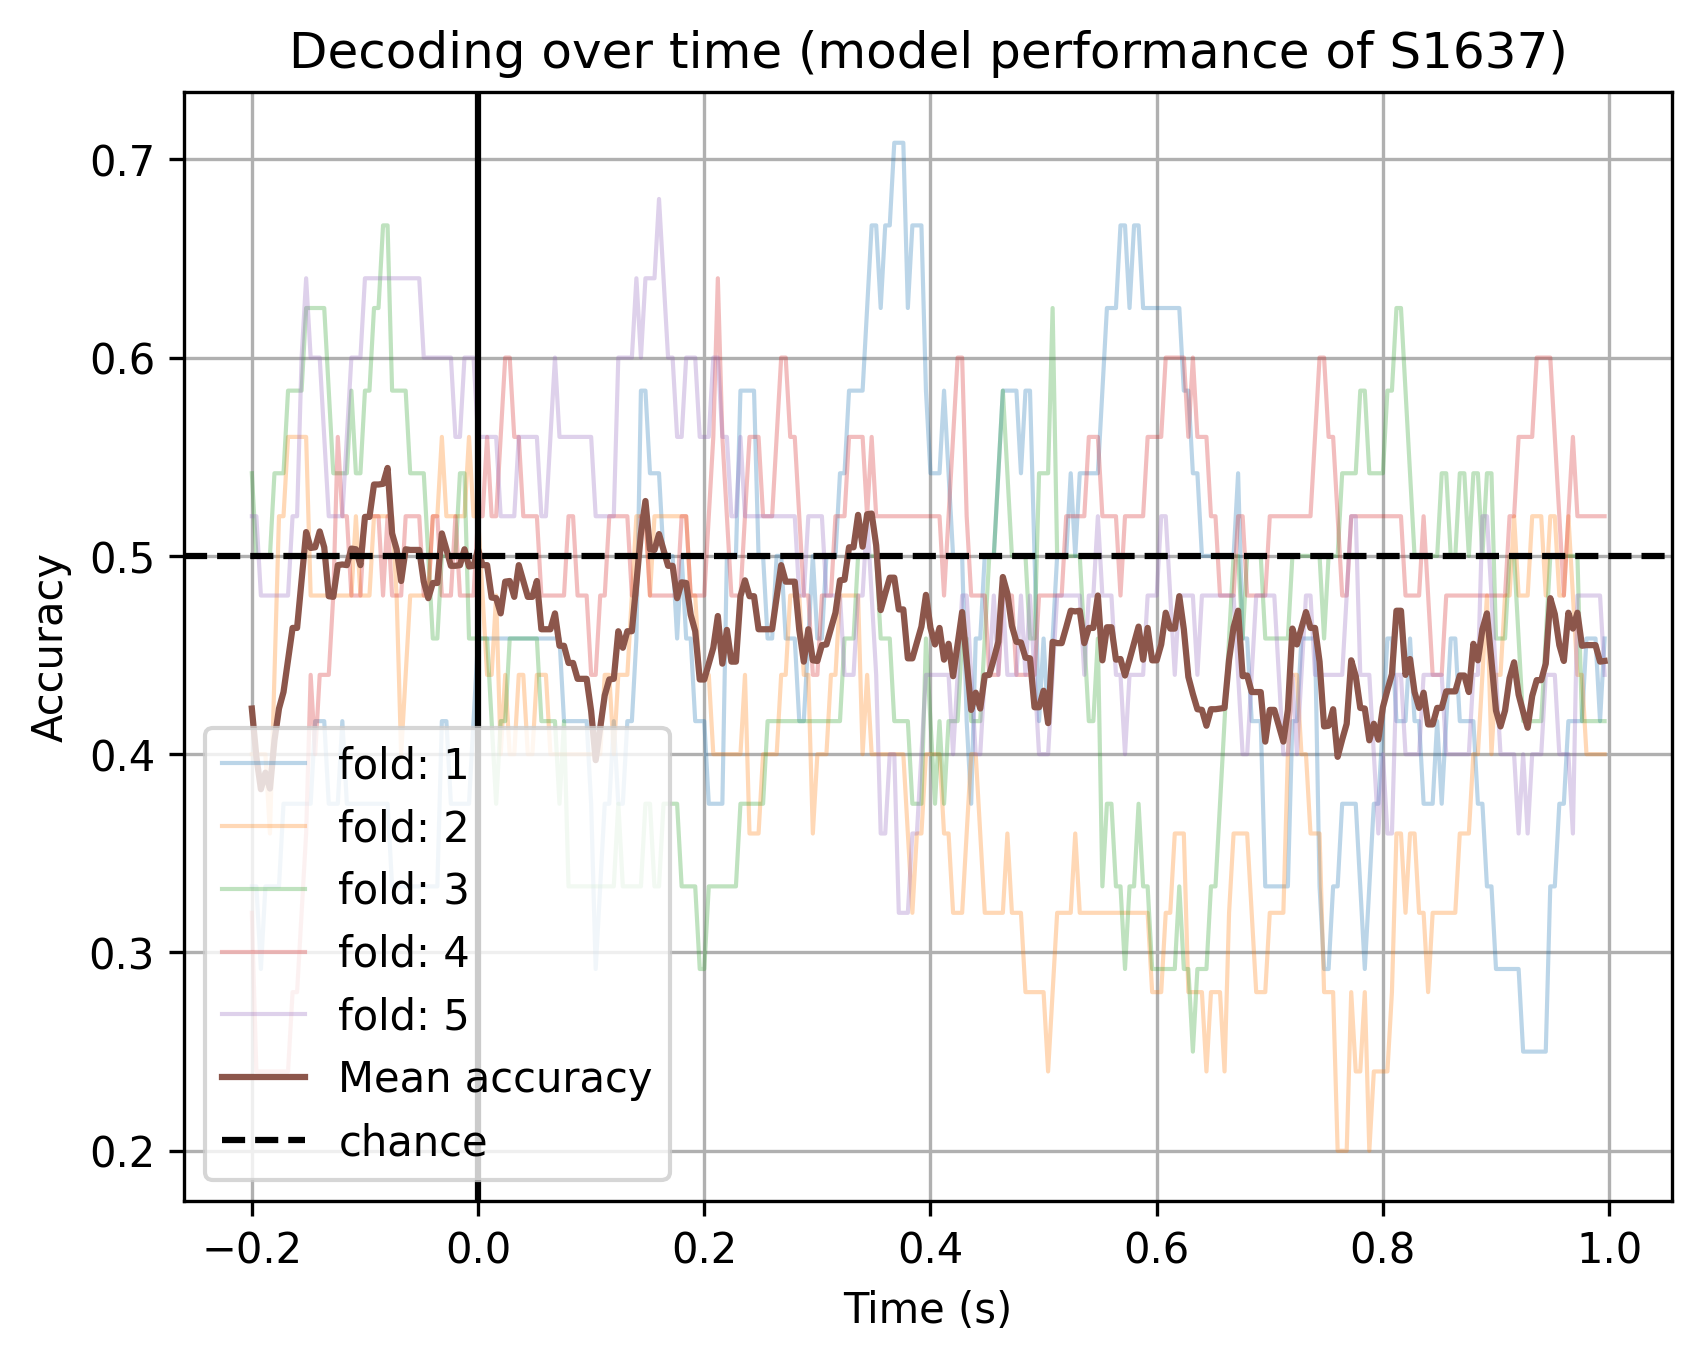 Decoding over time (model performance of S1637)
Accuracy
0.7
0.6
0.5
0.4
0.3
0.2
fold: 1
fold: 2
fold: 3
fold: 4
fold: 5
Mean accuracy
chance
−0.2 0.0 0.2 0.4 0.6 0.8 1.0
Time (s)